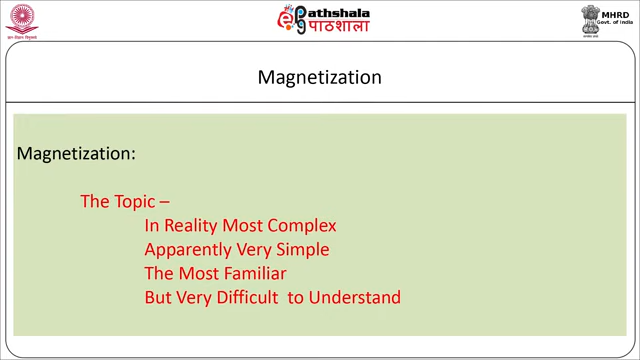 ePathshala
पाठशाला
MHRD
Govt. of India
Magnetization
Magnetization:
The Topic –
In Reality Most Complex
Apparently Very Simple
The Most Familiar
But Very Difficult to Understand